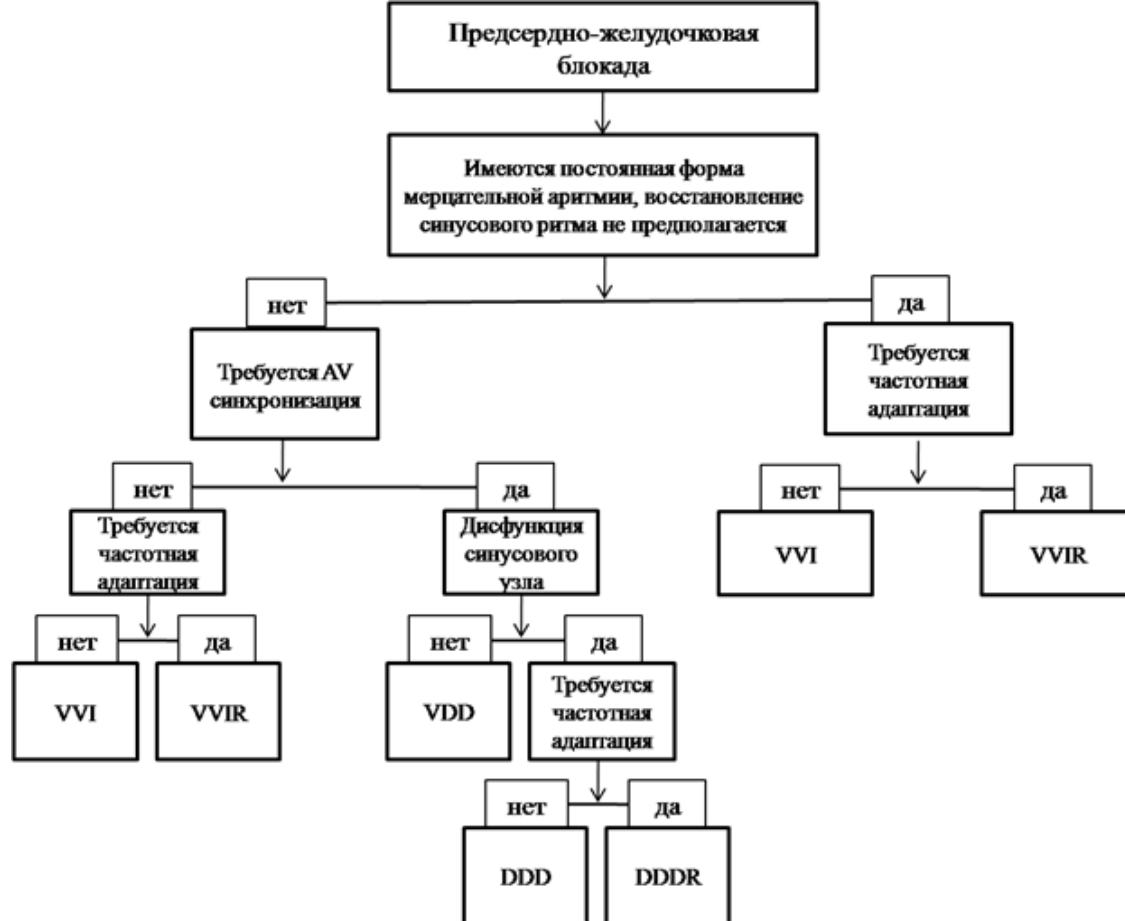 Предсердно-желудочковая
блокада
Имеются постоянная форма
мерцательной аритмии, восстановление
синусового ритма не предполагается
нет
да
Требуется AV
синхронизация
Требуется
частотная
адаптация
нет
да
нет
да
Требуется
частотная
адаптация
Дисфункция
синусового
узла
VVI
VVIR
нет
да
нет
да
VVI
VVIR
VDD
Требуется
частотная
адаптация
нет
да
DDD
DDDR